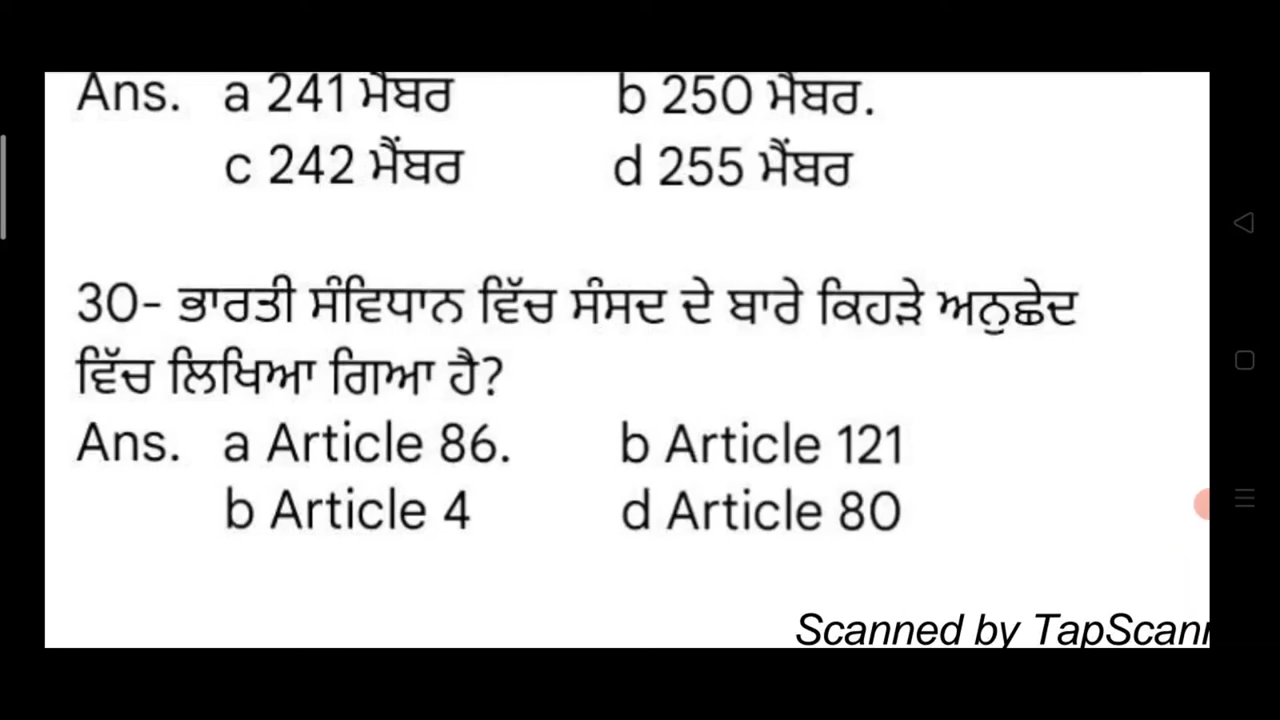 Ans. a 241 ਮੈਂਬਰ b 250 ਮੈਂਬਰ.
c 242 ਮੈਂਬਰ d 255 ਮੈਂਬਰ
30- ਭਾਰਤੀ ਸੰਵਿਧਾਨ ਵਿੱਚ ਸੰਸਦ ਦੇ ਬਾਰੇ ਕਿਹੜੇ ਅਨੁਛੇਦ
ਵਿੱਚ ਲਿਖਿਆ ਗਿਆ ਹੈ?
Ans. a Article 86. b Article 121
b Article 4 d Article 80
Scanned by TapScann